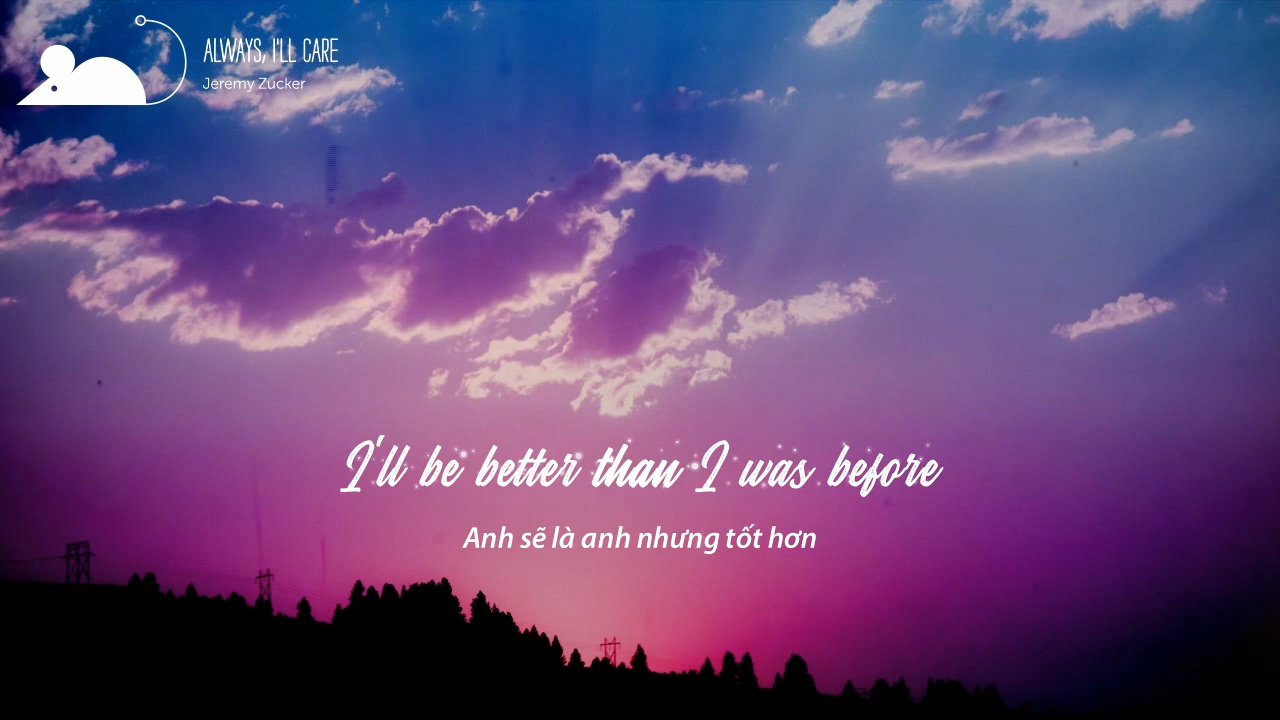 ALWAYS, I'LL CARE
Jeremy Zucker
I'll be better than I was before
Anh sẽ là anh nhưng tốt hơn